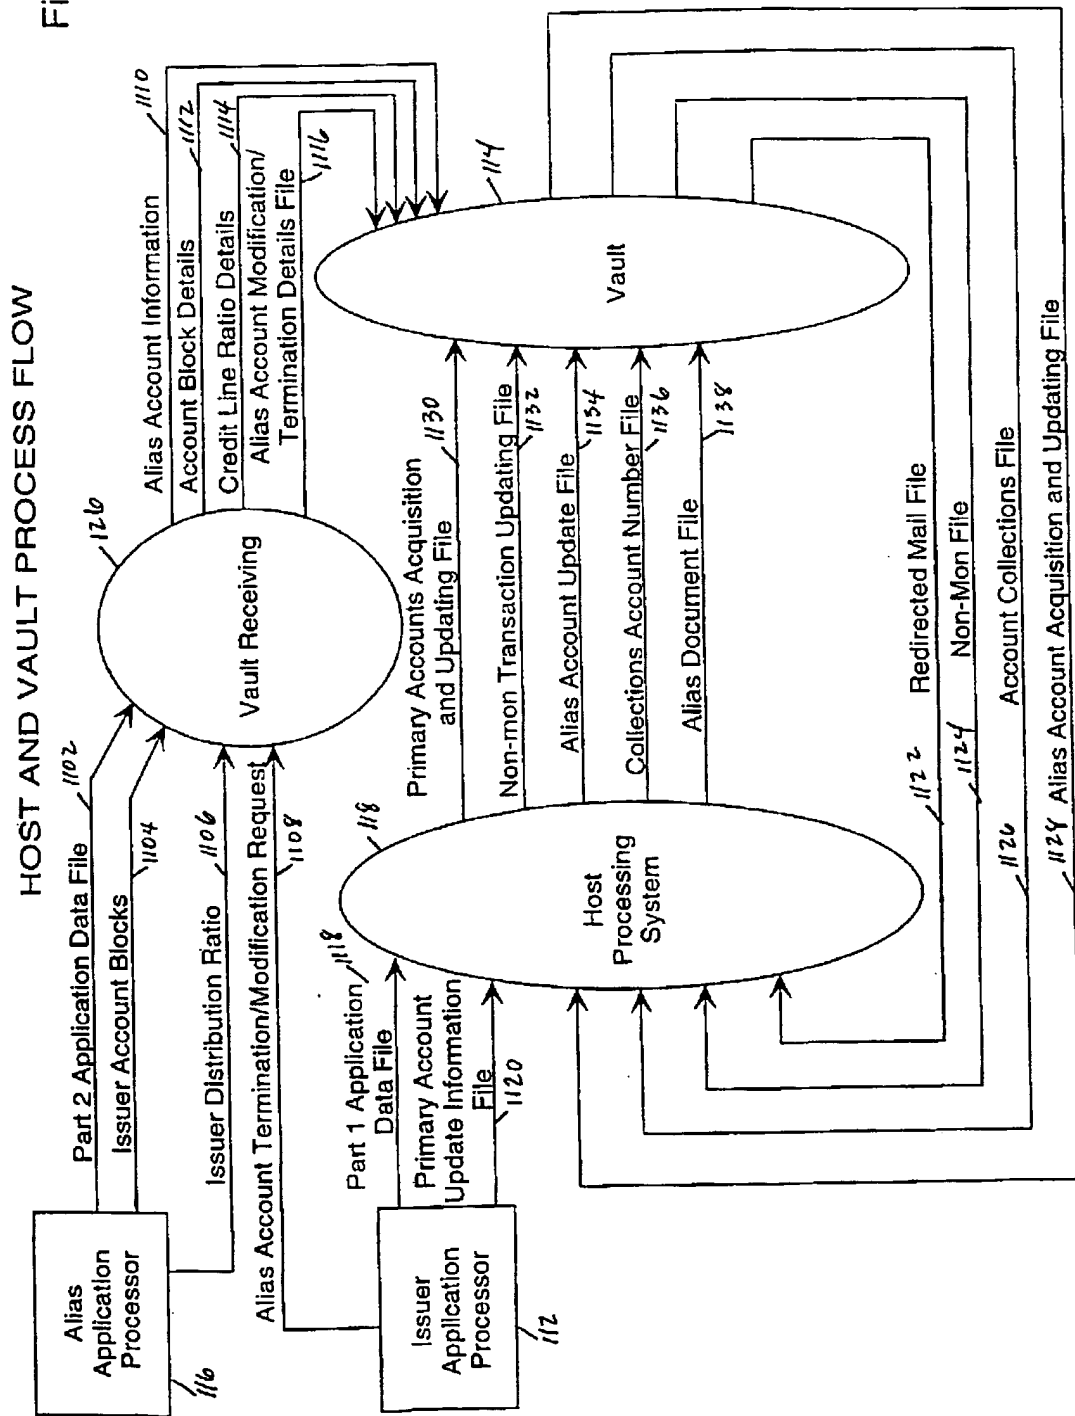 HOST AND VAULT PROCESS FLOW
Fi
Alias
Application
Processor
116
Part 2 Application Data File
1102
Issuer Account Blocks
1104
Issuer Distribution Ratio
1106
Alias Account Termination/Modification Request
1108
Vault Receiving
126
Alias Account Information
1110
Account Block Details
1112
Credit Line Ratio Details
1114
Alias Account Modification/
Termination Details File
1116
Issuer
Application
Processor
112
Part 1 Application
Data File
1118
Primary Account
Update Information
File
1120
Host
Processing
System
118
Primary Accounts Acquisition
and Updating File
1130
Non-mon Transaction Updating File
1132
Alias Account Update File
1134
Collections Account Number File
1136
Alias Document File
1138
Vault
114
1122
Redirected Mail File
1124
Non-Mon File
1126
Account Collections File
1128
Alias Account Acquisition and Updating File